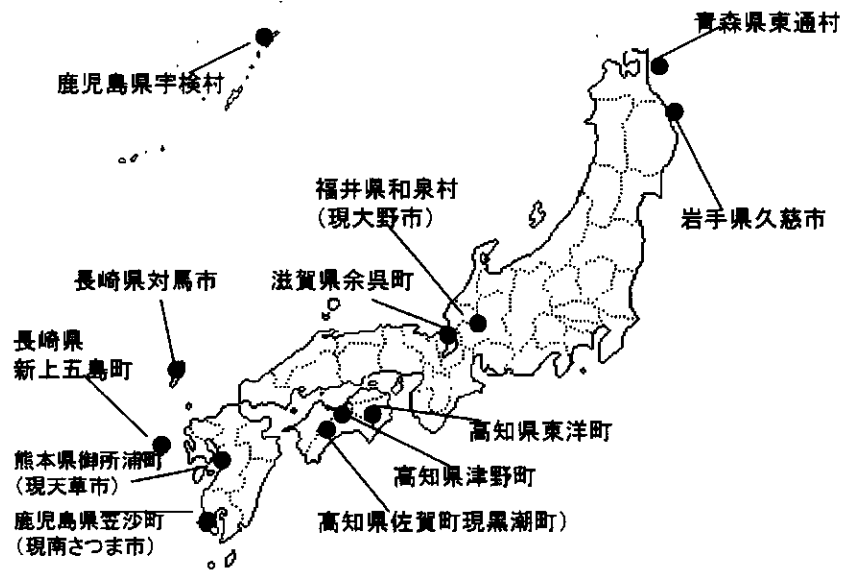 青森県東通村
鹿児島県宇検村
福井県和泉村
（現大野市）
岩手県久慈市
長崎県対馬市
滋賀県余呉町
長崎県
新上五島町
高知県東洋町
熊本県御所浦町
（現天草市）
高知県津野町
鹿児島県笠沙町
（現南さつま市）
高知県佐賀町現黒潮町）